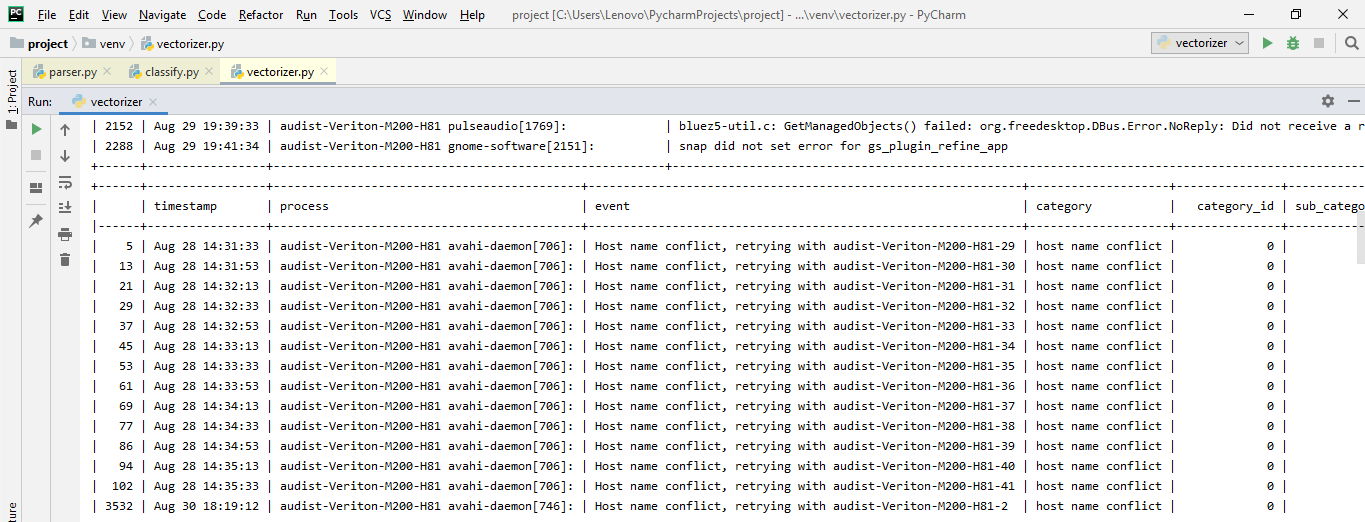 File Edit View Navigate Code Refactor Run Tools VCS Window Help project [C:\Users\Lenovo\PycharmProjects\project] - ...\venv\vectorizer.py - PyCharm
project venv vectorizer.py vectorizer
parser.py classify.py vectorizer.py
1: Project
Run: vectorizer
| 2152 | Aug 29 19:39:33 | audist-Veriton-M200-H81 pulseaudio[1769]: | bluez5-util.c: GetManagedObjects() failed: org.freedesktop.DBus.Error.NoReply: Did not receive a r
| 2288 | Aug 29 19:41:34 | audist-Veriton-M200-H81 gnome-software[2151]: | snap did not set error for gs_plugin_refine_app
| | timestamp | process | event | category | category_id | sub_catego
| 5 | Aug 28 14:31:33 | audist-Veriton-M200-H81 avahi-daemon[706]: | Host name conflict, retrying with audist-Veriton-M200-H81-29 | host name conflict | 0 |
| 13 | Aug 28 14:31:53 | audist-Veriton-M200-H81 avahi-daemon[706]: | Host name conflict, retrying with audist-Veriton-M200-H81-30 | host name conflict | 0 |
| 21 | Aug 28 14:32:13 | audist-Veriton-M200-H81 avahi-daemon[706]: | Host name conflict, retrying with audist-Veriton-M200-H81-31 | host name conflict | 0 |
| 29 | Aug 28 14:32:33 | audist-Veriton-M200-H81 avahi-daemon[706]: | Host name conflict, retrying with audist-Veriton-M200-H81-32 | host name conflict | 0 |
| 37 | Aug 28 14:32:53 | audist-Veriton-M200-H81 avahi-daemon[706]: | Host name conflict, retrying with audist-Veriton-M200-H81-33 | host name conflict | 0 |
| 45 | Aug 28 14:33:13 | audist-Veriton-M200-H81 avahi-daemon[706]: | Host name conflict, retrying with audist-Veriton-M200-H81-34 | host name conflict | 0 |
| 53 | Aug 28 14:33:33 | audist-Veriton-M200-H81 avahi-daemon[706]: | Host name conflict, retrying with audist-Veriton-M200-H81-35 | host name conflict | 0 |
| 61 | Aug 28 14:33:53 | audist-Veriton-M200-H81 avahi-daemon[706]: | Host name conflict, retrying with audist-Veriton-M200-H81-36 | host name conflict | 0 |
| 69 | Aug 28 14:34:13 | audist-Veriton-M200-H81 avahi-daemon[706]: | Host name conflict, retrying with audist-Veriton-M200-H81-37 | host name conflict | 0 |
| 77 | Aug 28 14:34:33 | audist-Veriton-M200-H81 avahi-daemon[706]: | Host name conflict, retrying with audist-Veriton-M200-H81-38 | host name conflict | 0 |
| 86 | Aug 28 14:34:53 | audist-Veriton-M200-H81 avahi-daemon[706]: | Host name conflict, retrying with audist-Veriton-M200-H81-39 | host name conflict | 0 |
| 94 | Aug 28 14:35:13 | audist-Veriton-M200-H81 avahi-daemon[706]: | Host name conflict, retrying with audist-Veriton-M200-H81-40 | host name conflict | 0 |
| 102 | Aug 28 14:35:33 | audist-Veriton-M200-H81 avahi-daemon[706]: | Host name conflict, retrying with audist-Veriton-M200-H81-41 | host name conflict | 0 |
| 3532 | Aug 30 18:19:12 | audist-Veriton-M200-H81 avahi-daemon[746]: | Host name conflict, retrying with audist-Veriton-M200-H81-2 | host name conflict | 0 |
ture